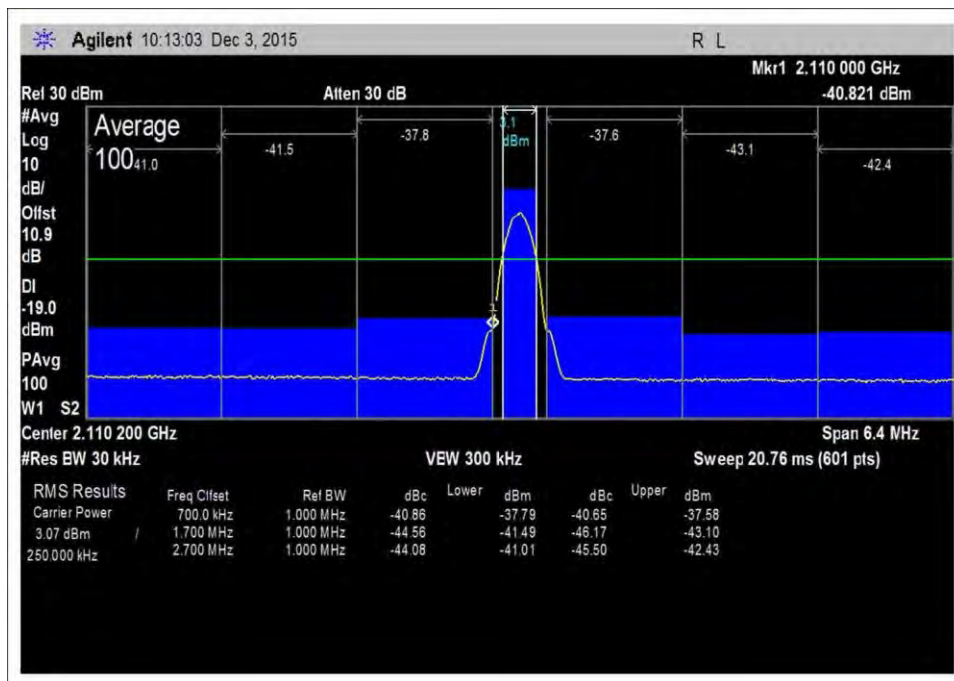 Agilent 10:13:03 Dec 3, 2015 R L
Mkr1 2.110 000 GHz
Ref 30 dBm Atten 30 dB -40.821 dBm
#Avg
Log
10
dB/
Offst
10.9
dB
DI
-19.0
dBm
PAvg
100
W1 S2
Average
100
-41.0 -41.5 -37.8 3.1 dBm -37.6 -43.1 -42.4
1
Center 2.110 200 GHz Span 6.4 MHz
#Res BW 30 kHz VBW 300 kHz Sweep 20.76 ms (601 pts)
RMS Results Freq Offset Ref BW dBc Lower dBm dBc Upper dBm
Carrier Power 700.0 kHz 1.000 MHz -40.86 -37.79 -40.65 -37.58
3.07 dBm / 1.700 MHz 1.000 MHz -44.56 -41.49 -46.17 -43.10
250.000 kHz 2.700 MHz 1.000 MHz -44.08 -41.01 -45.50 -42.43